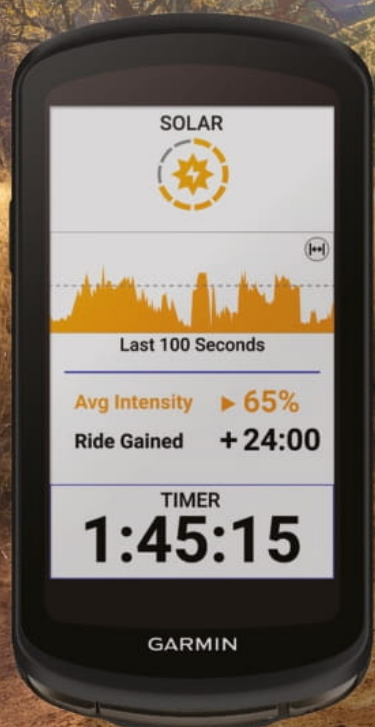 SOLAR
Last 100 Seconds
Avg Intensity ▶ 65%
Ride Gained +24:00
TIMER
1:45:15
GARMIN